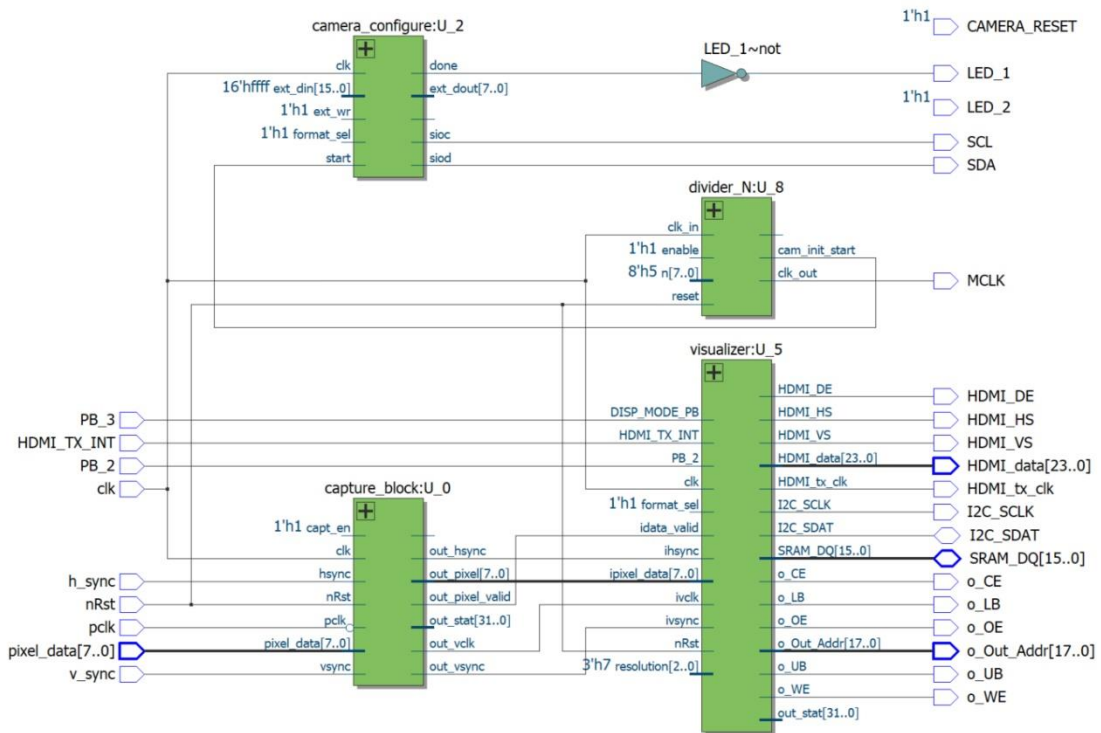 camera_configure:U_2
clk
16'hffff ext_din[15..0]
1'h1 ext_wr
1'h1 format_sel
start
done
ext_dout[7..0]
sioc
siod
LED_1~not
1'h1
CAMERA_RESET
LED_1
1'h1
LED_2
SCL
SDA
divider_N:U_8
clk_in
1'h1 enable
8'h5 n[7..0]
reset
cam_init_start
clk_out
MCLK
PB_3
HDMI_TX_INT
PB_2
clk
h_sync
nRst
pclk
pixel_data[7..0]
v_sync
capture_block:U_0
1'h1 capt_en
clk
hsync
nRst
pclk
pixel_data[7..0]
vsync
out_hsync
out_pixel[7..0]
out_pixel_valid
out_stat[31..0]
out_vclk
out_vsync
visualizer:U_5
DISP_MODE_PB
HDMI_TX_INT
PB_2
clk
1'h1 format_sel
idata_valid
ihsync
ipixel_data[7..0]
ivclk
ivsync
nRst
3'h7 resolution[2..0]
HDMI_DE
HDMI_HS
HDMI_VS
HDMI_data[23..0]
HDMI_tx_clk
I2C_SCLK
I2C_SDAT
SRAM_DQ[15..0]
o_CE
o_LB
o_OE
o_Out_Addr[17..0]
o_UB
o_WE
out_stat[31..0]
HDMI_DE
HDMI_HS
HDMI_VS
HDMI_data[23..0]
HDMI_tx_clk
I2C_SCLK
I2C_SDAT
SRAM_DQ[15..0]
o_CE
o_LB
o_OE
o_Out_Addr[17..0]
o_UB
o_WE